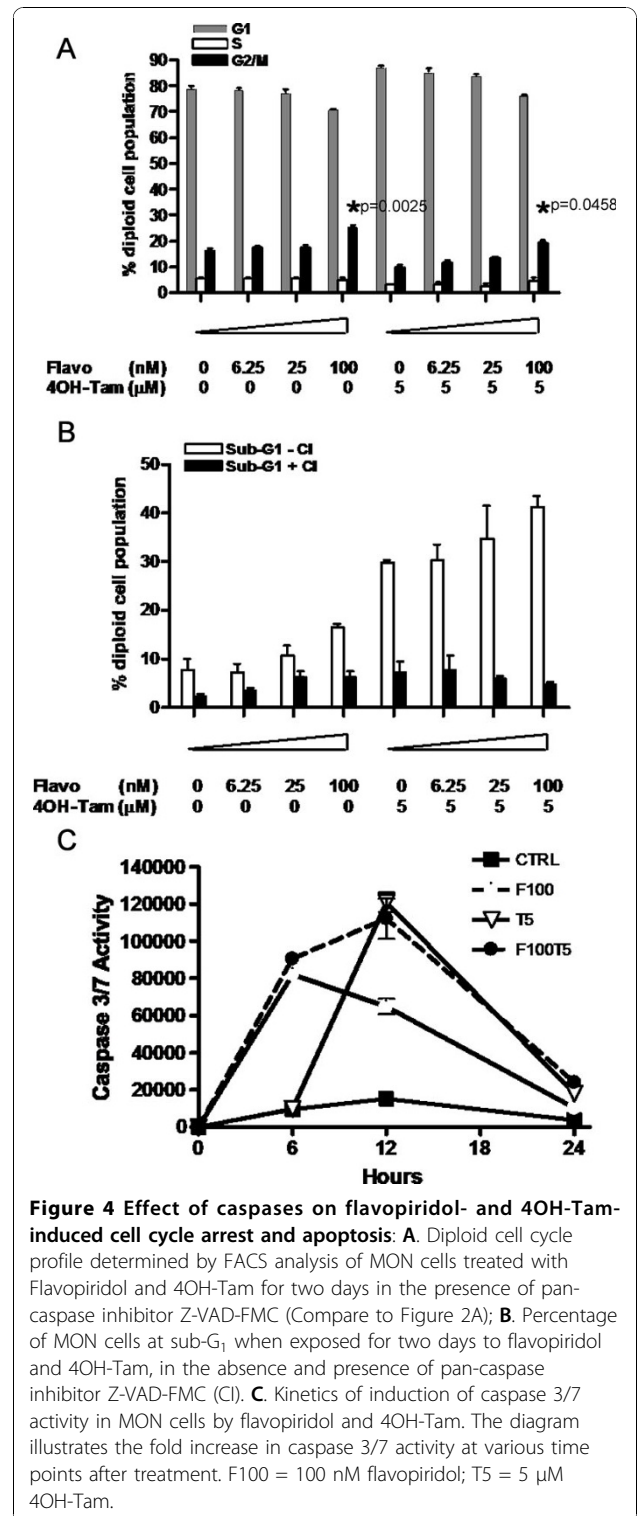 A
G1
S
G2/M
% diploid cell population
90
80
70
60
50
40
30
20
10
0
*p=0.0025
*p=0.0458
Flavo (nM) 0 6.25 25 100 0 6.25 25 100
4OH-Tam (µM) 0 0 0 0 5 5 5 5
B
Sub-G1 - CI
Sub-G1 + CI
% diploid cell population
50
40
30
20
10
0
Flavo (nM) 0 6.25 25 100 0 6.25 25 100
4OH-Tam (µM) 0 0 0 0 5 5 5 5
C
CTRL
F100
T5
F100T5
Caspase 3/7 Activity
140000
120000
100000
80000
60000
40000
20000
0
0 6 12 18 24
Hours
Figure 4 Effect of caspases on flavopiridol- and 4OH-Tam-
induced cell cycle arrest and apoptosis: A. Diploid cell cycle
profile determined by FACS analysis of MON cells treated with
Flavopiridol and 4OH-Tam for two days in the presence of pan-
caspase inhibitor Z-VAD-FMC (Compare to Figure 2A); B. Percentage
of MON cells at sub-G1 when exposed for two days to flavopiridol
and 4OH-Tam, in the absence and presence of pan-caspase
inhibitor Z-VAD-FMC (CI). C. Kinetics of induction of caspase 3/7
activity in MON cells by flavopiridol and 4OH-Tam. The diagram
illustrates the fold increase in caspase 3/7 activity at various time
points after treatment. F100 = 100 nM flavopiridol; T5 = 5 µM
4OH-Tam.